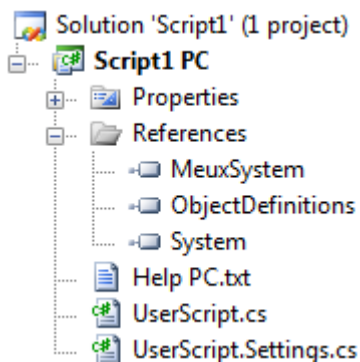 Solution 'Script1' (1 project)
Script1 PC
Properties
References
MeuxSystem
ObjectDefinitions
System
Help PC.txt
UserScript.cs
UserScript.Settings.cs